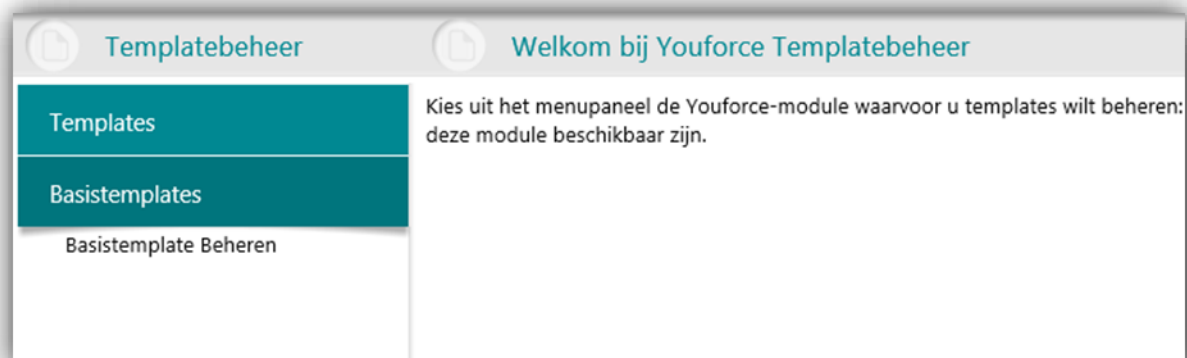 Templatebeheer
Welkom bij Youforce Templatebeheer
Templates
Basistemplates
Basistemplate Beheren
Kies uit het menupaneel de Youforce-module waarvoor u templates wilt beheren:
deze module beschikbaar zijn.